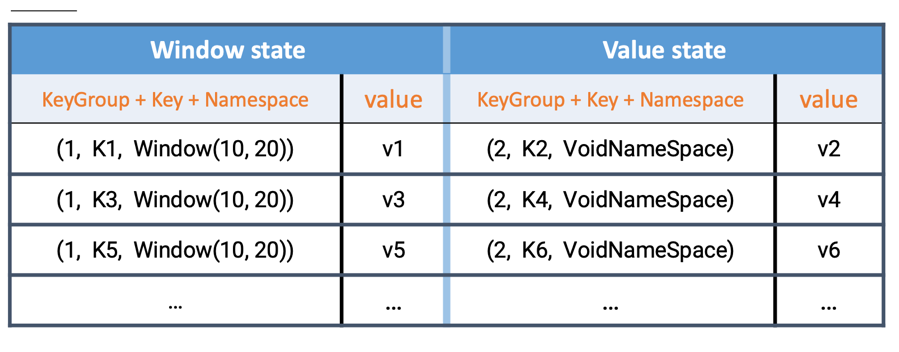 Window state Value state
KeyGroup + Key + Namespace value KeyGroup + Key + Namespace value
(1, K1, Window(10, 20)) v1 (2, K2, VoidNameSpace) v2
(1, K3, Window(10, 20)) v3 (2, K4, VoidNameSpace) v4
(1, K5, Window(10, 20)) v5 (2, K6, VoidNameSpace) v6
... ... ... ...